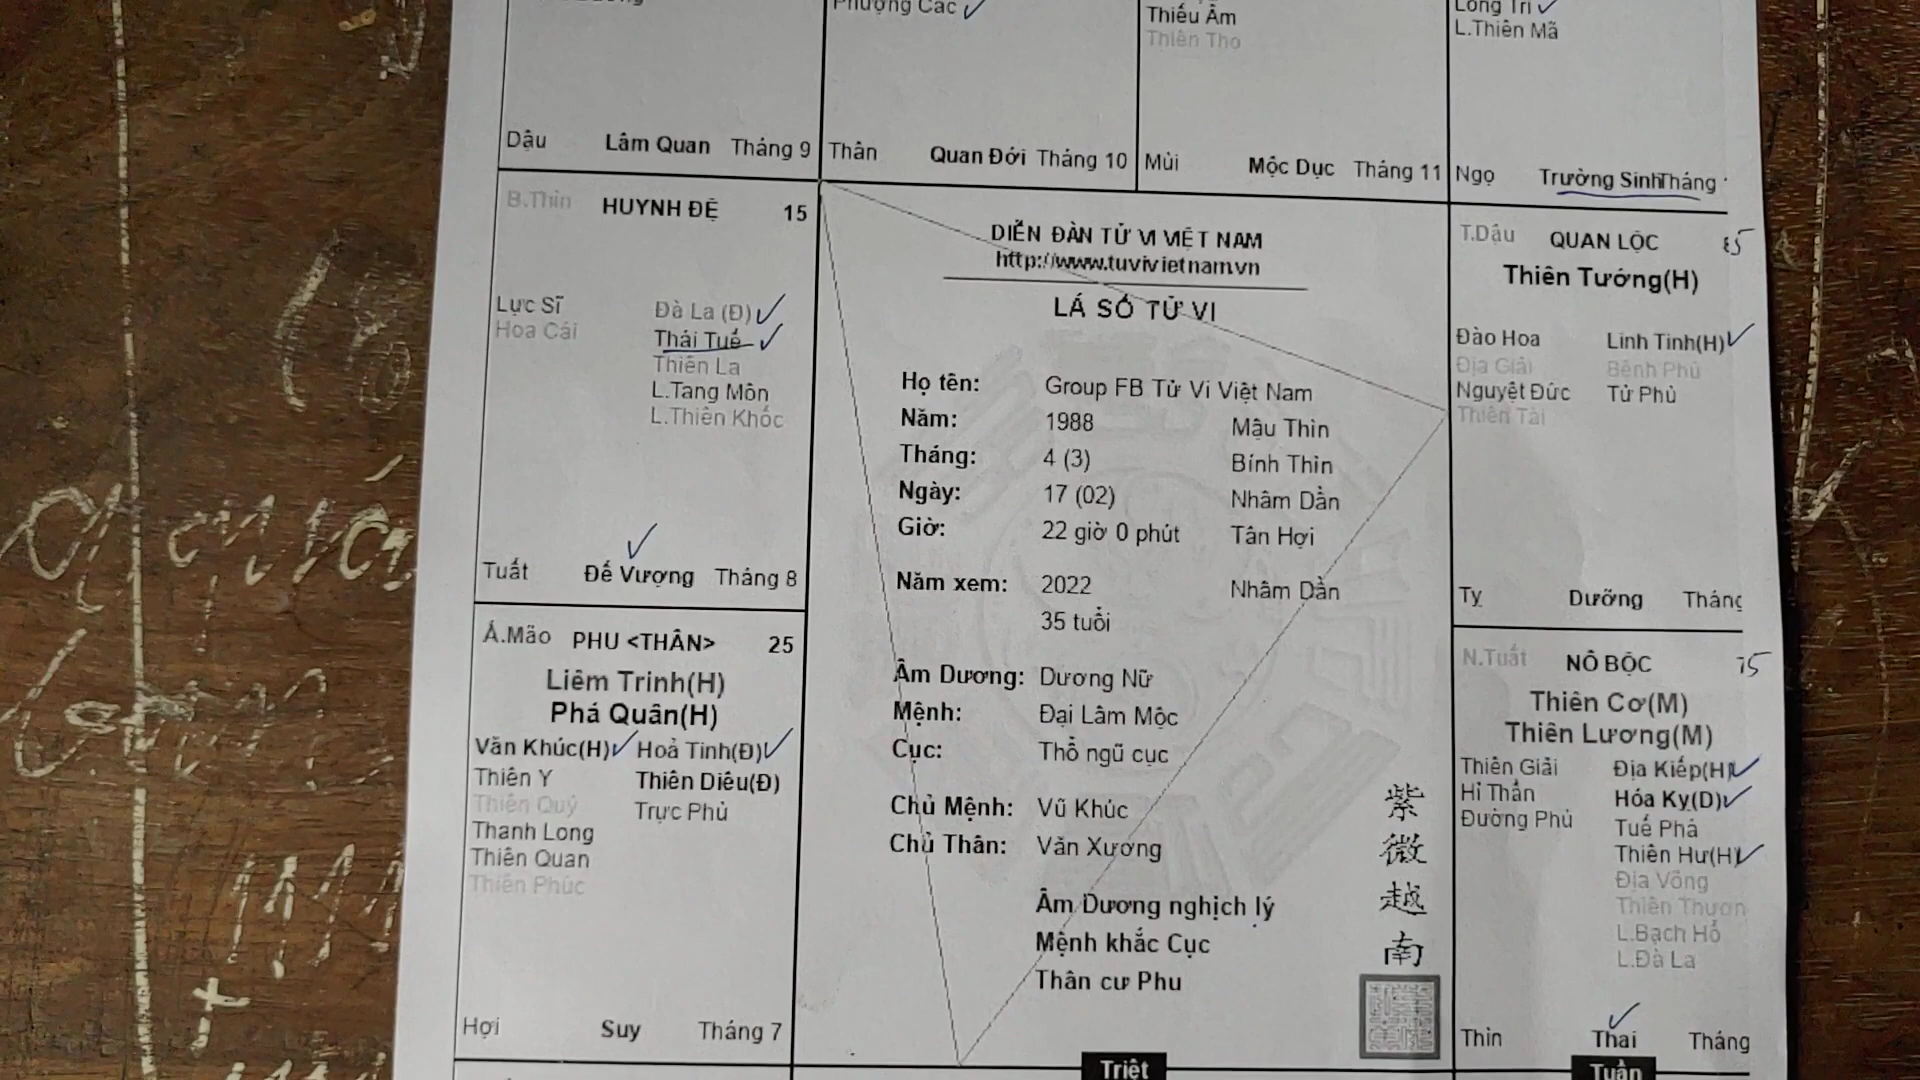 Phượng Các
Thiếu Âm
Thiên Thọ
Long Trì
L.Thiên Mã
Dậu Lâm Quan Tháng 9
Thân Quan Đới Tháng 10
Mùi Mộc Dục Tháng 11
Ngọ Trường Sinh Tháng
B.Thìn HUYNH ĐỆ 15
Lực Sĩ Đà La (Đ)
Hoa Cái Thái Tuế
Thiên La
L.Tang Môn
L.Thiên Khốc
Tuất Đế Vượng Tháng 8
Á.Mão PHU <THÂN> 25
Liêm Trinh(H)
Phá Quân(H)
Văn Khúc(H) Hoả Tinh(Đ)
Thiên Y Thiên Diêu(Đ)
Thiên Quý Trực Phù
Thanh Long
Thiên Quan
Thiên Phúc
Hợi Suy Tháng 7
DIỄN ĐÀN TỬ VI VIỆT NAM
http://www.tuvivietnam.vn
LÁ SỐ TỬ VI
Họ tên: Group FB Tử Vi Việt Nam
Năm: 1988 Mậu Thìn
Tháng: 4 (3) Bính Thìn
Ngày: 17 (02) Nhâm Dần
Giờ: 22 giờ 0 phút Tân Hợi
Năm xem: 2022 Nhâm Dần
35 tuổi
Âm Dương: Dương Nữ
Mệnh: Đại Lâm Mộc
Cục: Thổ ngũ cục
Chủ Mệnh: Vũ Khúc
Chủ Thân: Văn Xương
Âm Dương nghịch lý
Mệnh khắc Cục
Thân cư Phu
紫
微
越
南
Triệt
T.Dậu QUAN LỘC
Thiên Tướng(H)
Đào Hoa Linh Tinh(H)
Địa Giải Bệnh Phù
Nguyệt Đức Tử Phù
Thiên Tài
Tỵ Dưỡng Tháng
N.Tuất NÔ BỘC 75
Thiên Cơ(M)
Thiên Lương(M)
Thiên Giải Địa Kiếp(H)
Hỉ Thần Hóa Kỵ(D)
Đường Phù Tuế Phá
Thiên Hư(H)
Địa Võng
Thiên Thương
L.Bạch Hổ
L.Đà La
Thìn Thai Tháng
Tuần